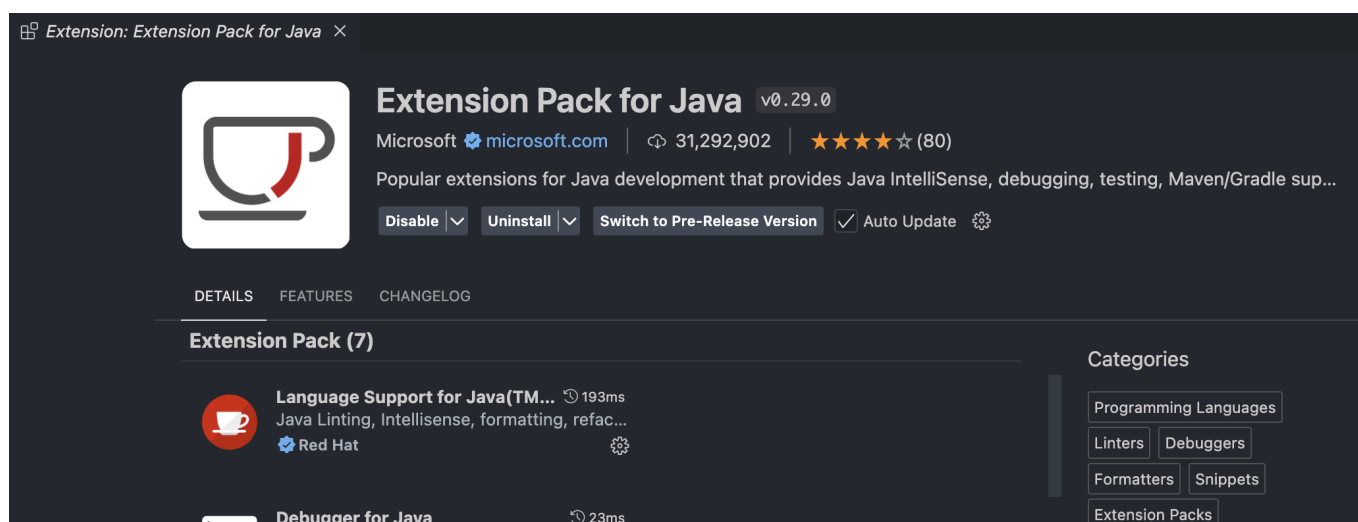 Extension: Extension Pack for Java
Extension Pack for Java v0.29.0
Microsoft microsoft.com 31,292,902 (80)
Popular extensions for Java development that provides Java IntelliSense, debugging, testing, Maven/Gradle sup...
Disable Uninstall Switch to Pre-Release Version Auto Update
DETAILS FEATURES CHANGELOG
Extension Pack (7)
Language Support for Java(TM... 193ms
Java Linting, Intellisense, formatting, refac...
Red Hat
Debugger for Java 23ms
Categories
Programming Languages
Linters Debuggers
Formatters Snippets
Extension Packs